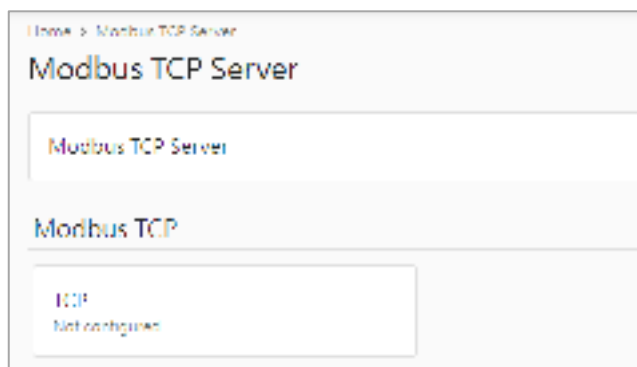 Home > Modbus TCP Server
Modbus TCP Server
Modbus TCP Server
Modbus TCP
TCP
Not configured